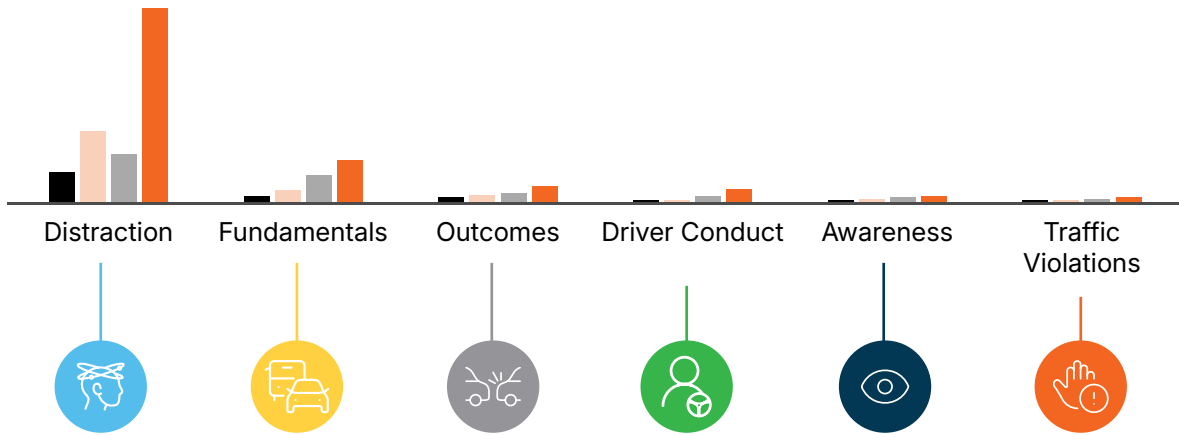 Distraction
Fundamentals
Outcomes
Driver Conduct
Awareness
Traffic
Violations